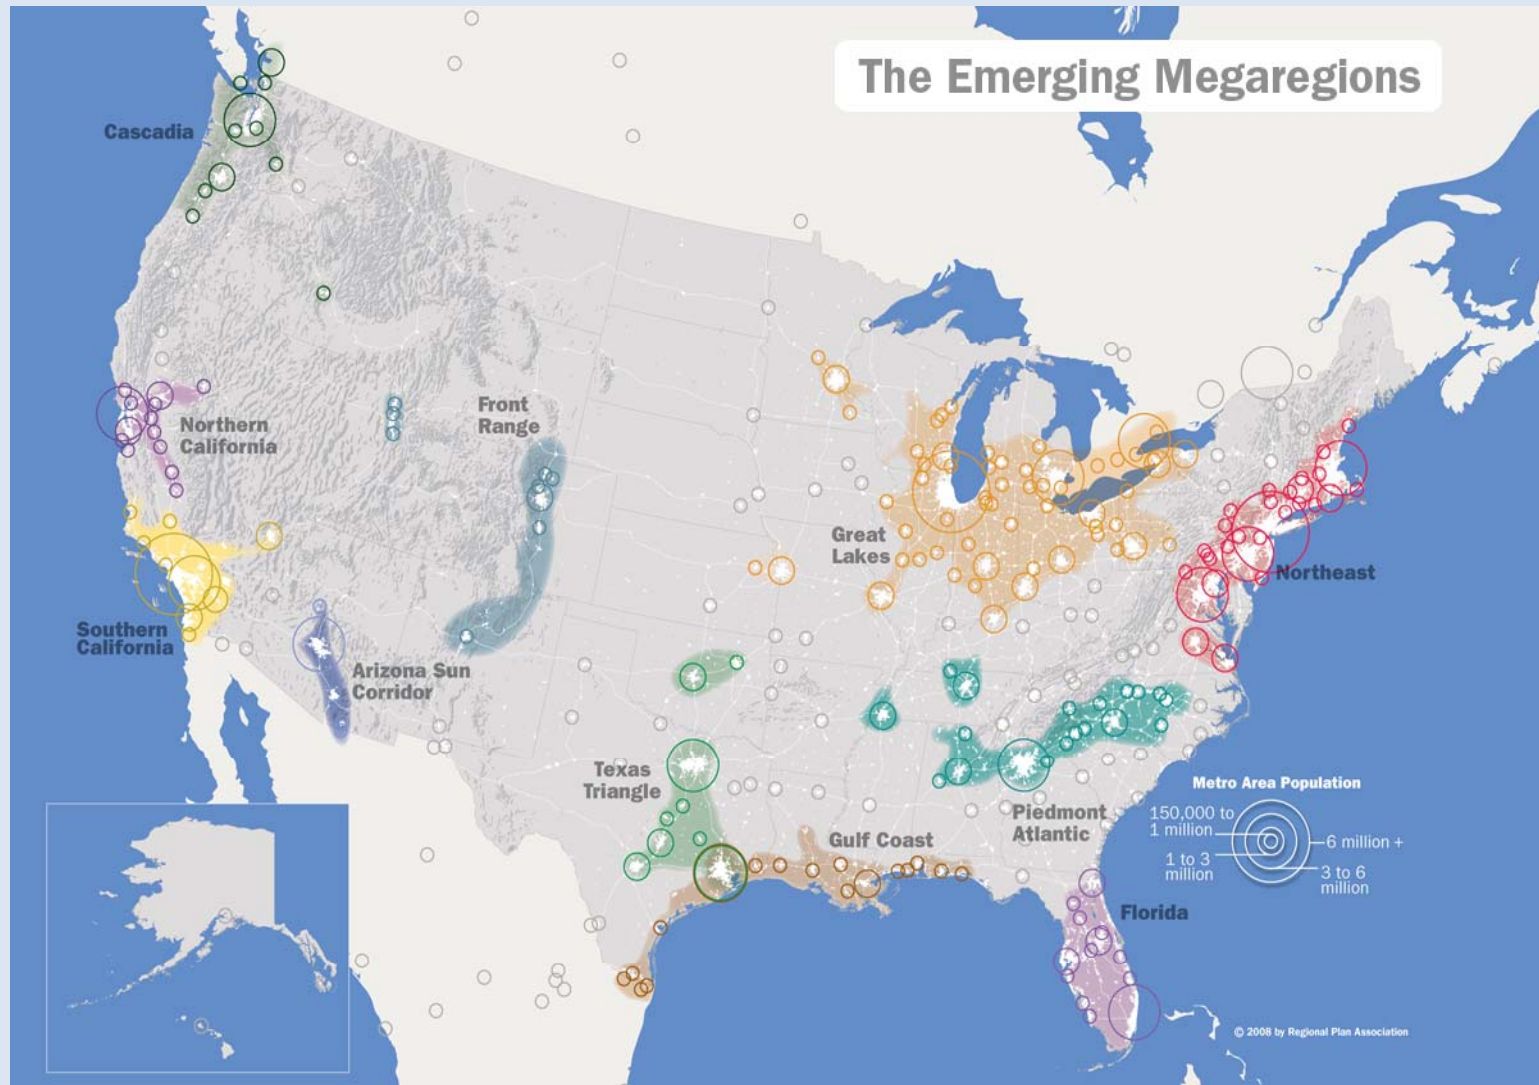 The Emerging Megaregions
Cascadia
Northern
California
Front
Range
Great
Lakes
Northeast
Southern
California
Arizona Sun
Corridor
Texas
Triangle
Gulf Coast
Piedmont
Atlantic
Florida
Metro Area Population
150,000 to
1 million
1 to 3
million
6 million +
3 to 6
million
© 2008 by Regional Plan Association